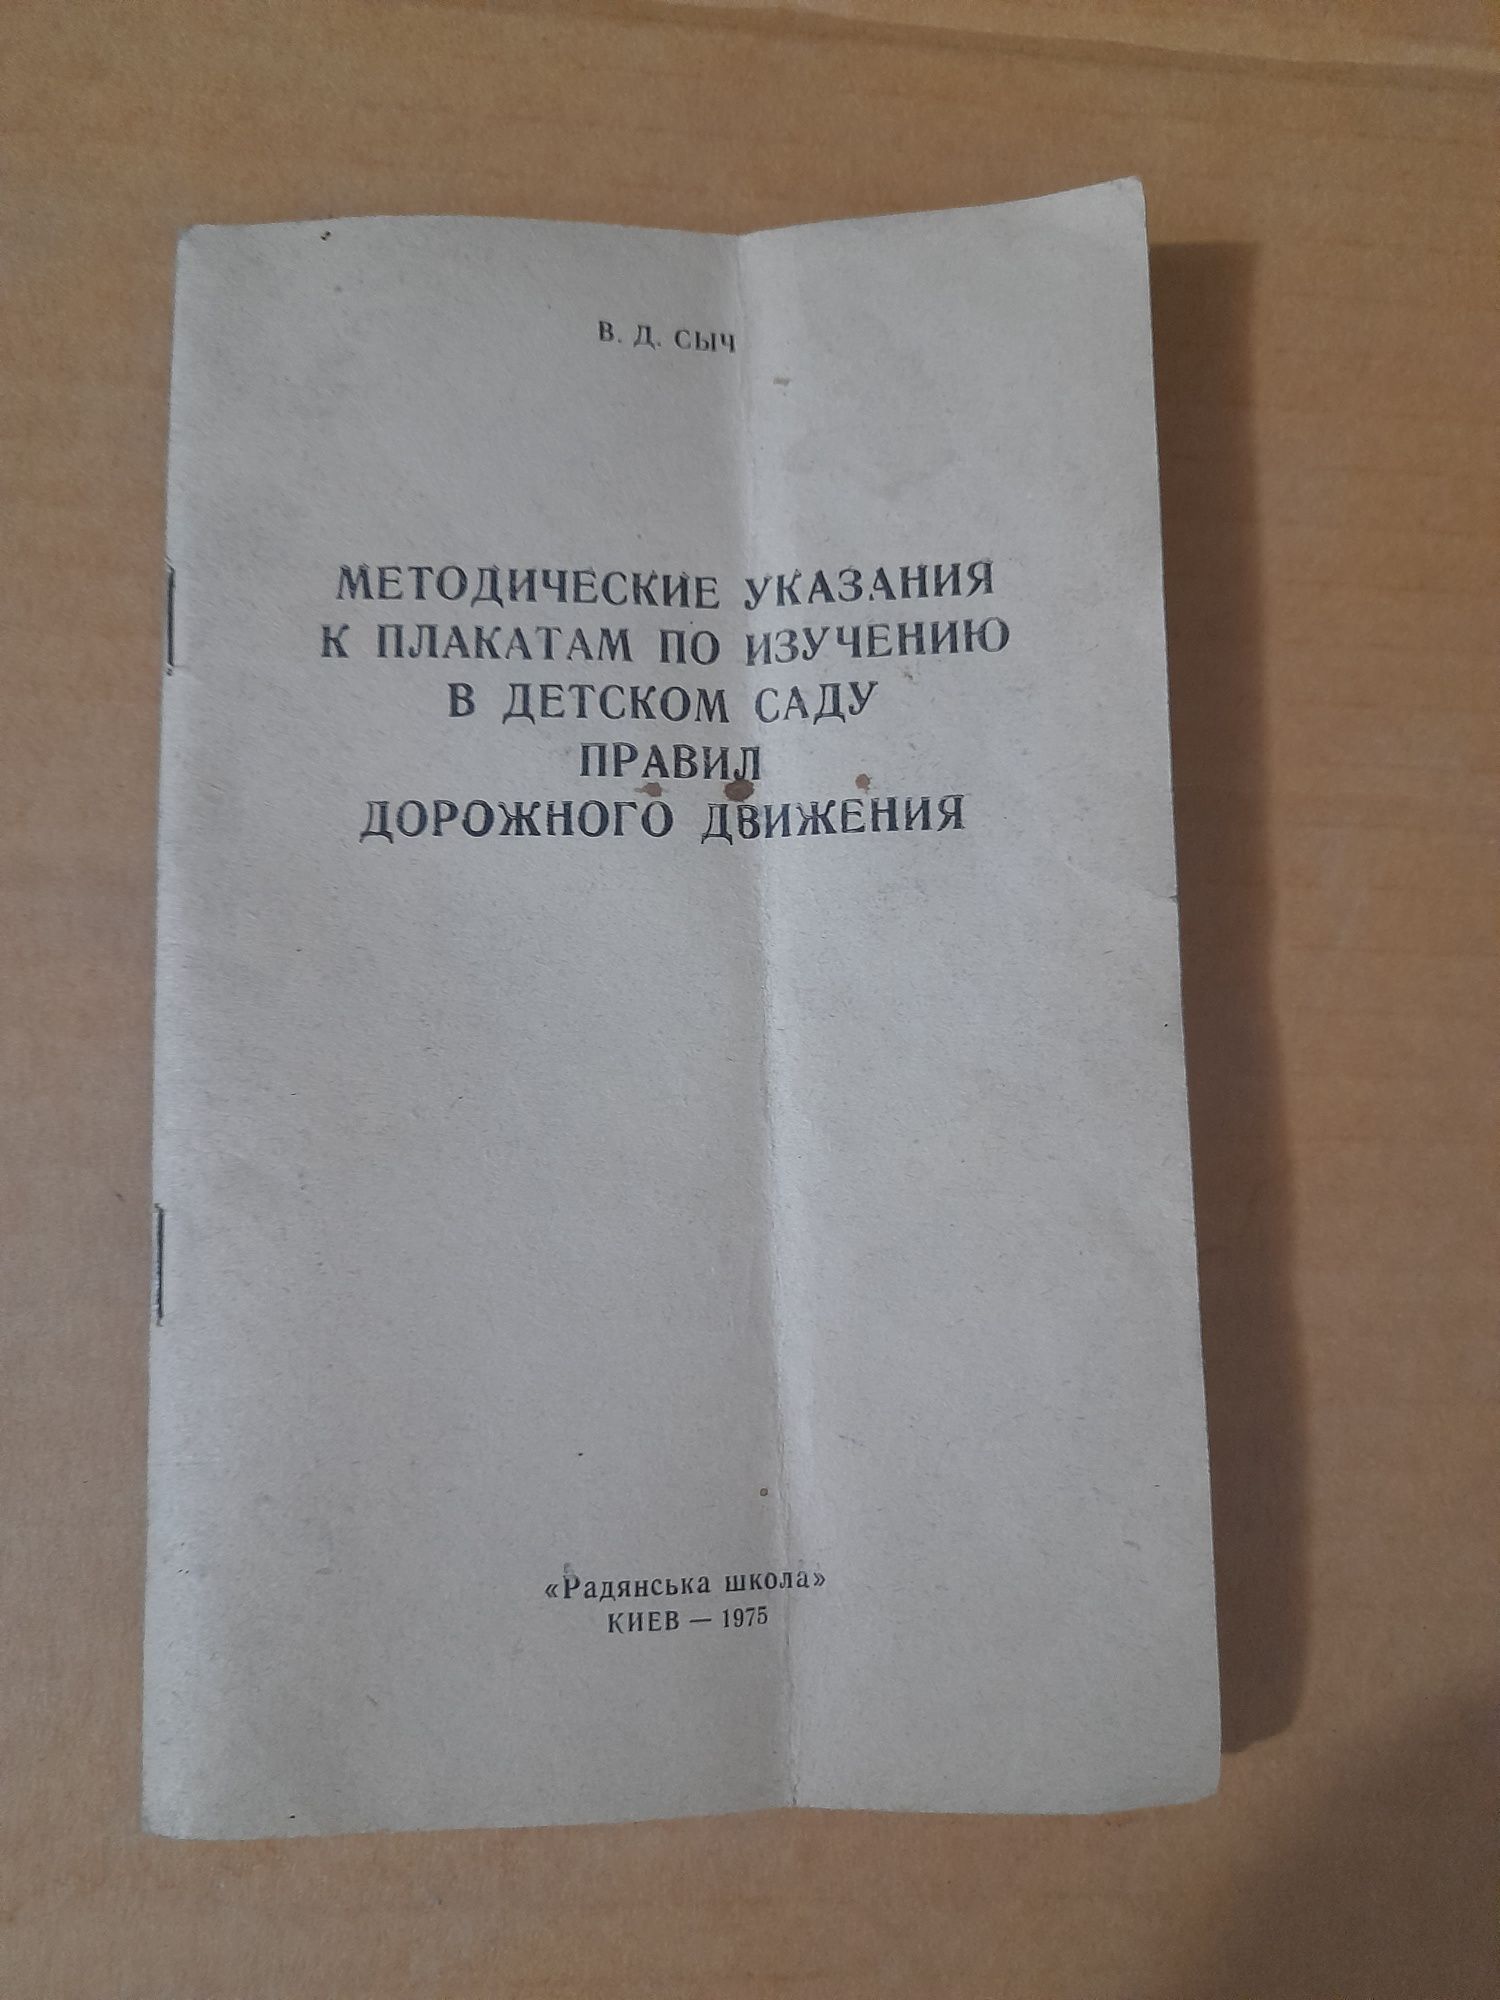 В. Д. СЫЧ
МЕТОДИЧЕСКИЕ УКАЗАНИЯ
К ПЛАКАТАМ ПО ИЗУЧЕНИЮ
В ДЕТСКОМ САДУ
ПРАВИЛ
ДОРОЖНОГО ДВИЖЕНИЯ
«Радянська школа»
КИЕВ — 1975